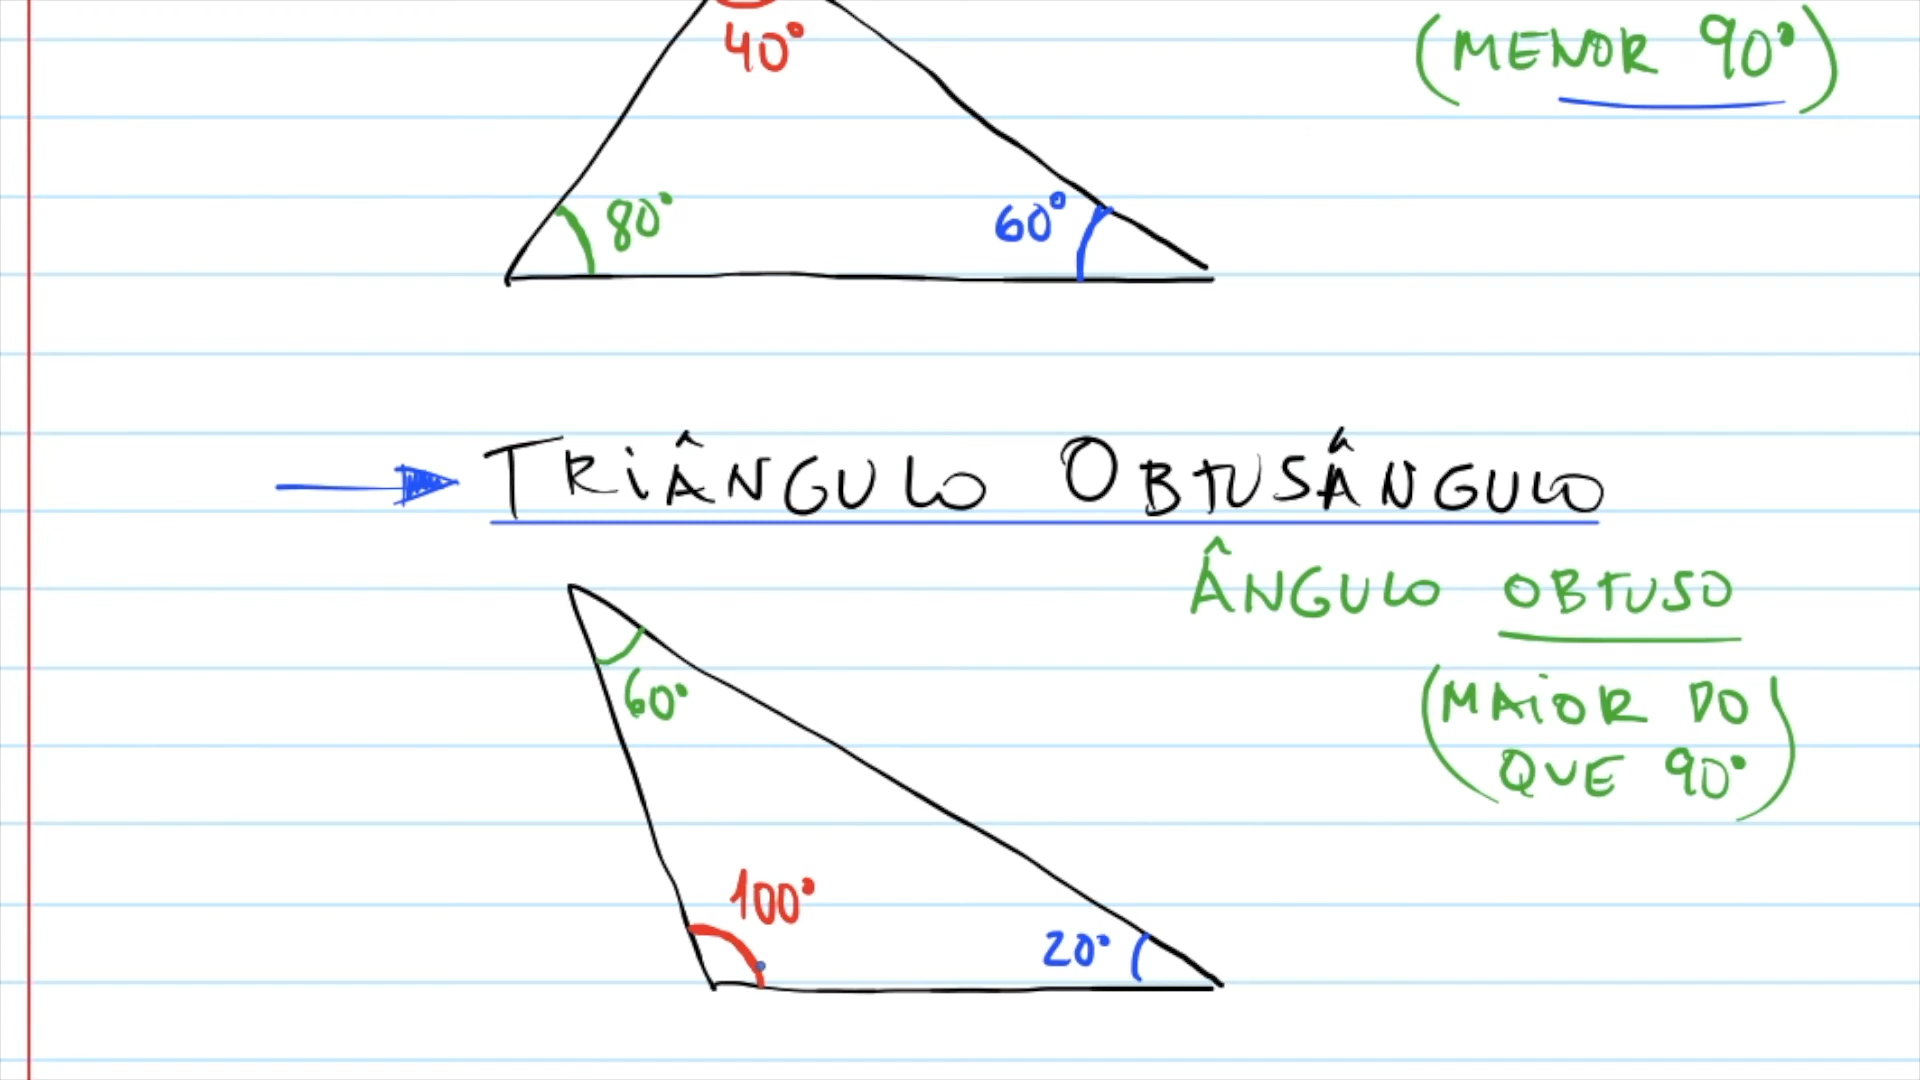 40°
(MENOR 90°)
80°
60°
TRIÂNGULO OBTUSÂNGULO
ÂNGULO OBTUSO
60°
(MAIOR DO
QUE 90°)
100°
20°